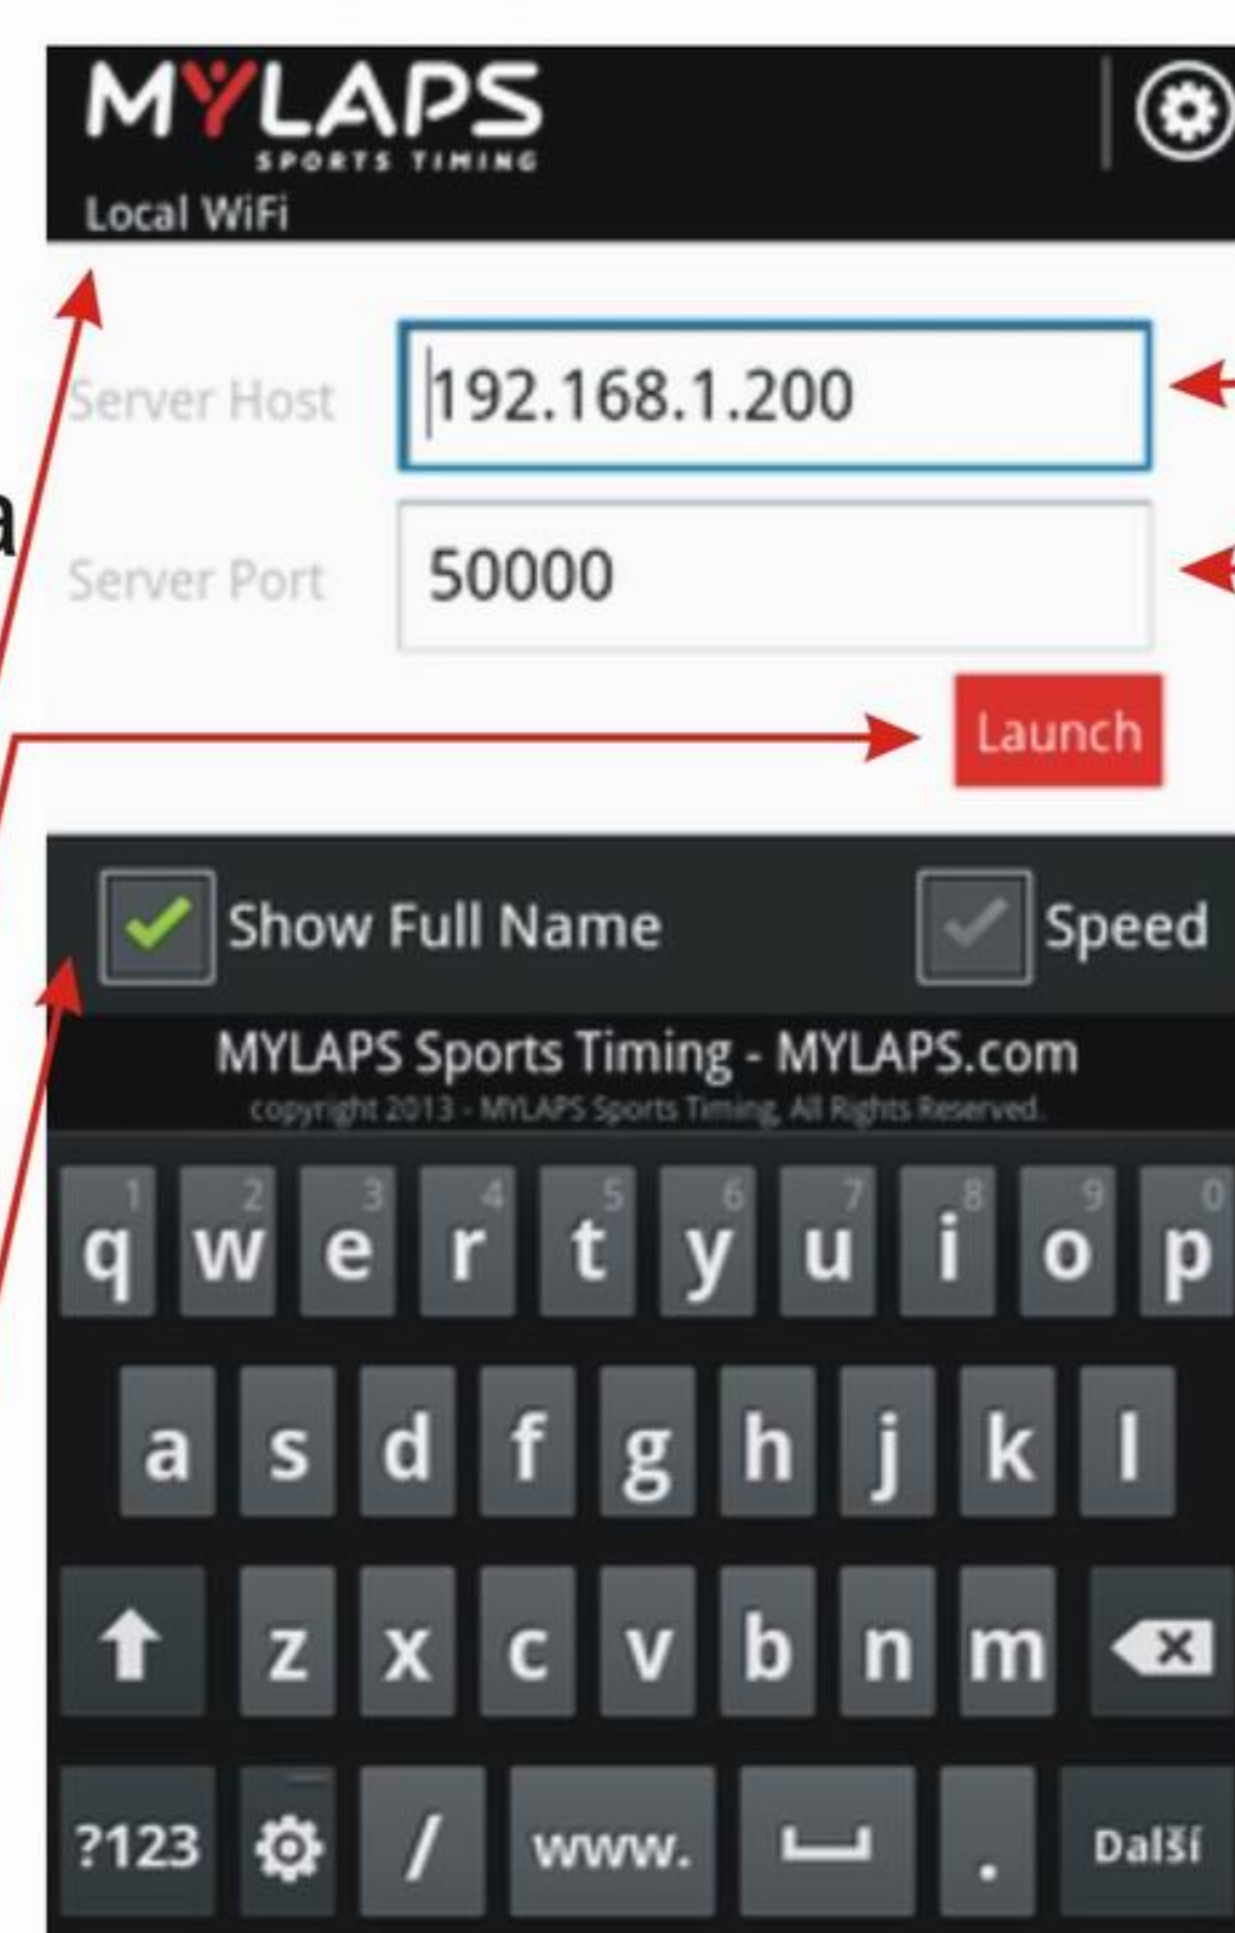 MYLAPS
SPORTS TIMING
Local WiFi
Server Host
192.168.1.200
a
Server Port
50000
Launch
Show Full Name
Speed
MYLAPS Sports Timing - MYLAPS.com
copyright 2013 - MYLAPS Sports Timing, All Rights Reserved.
1 2 3 4 5 6 7 8 9 0
q w e r t y u i o p
a s d f g h j k l
z x c v b n m
?123 / www. . Další